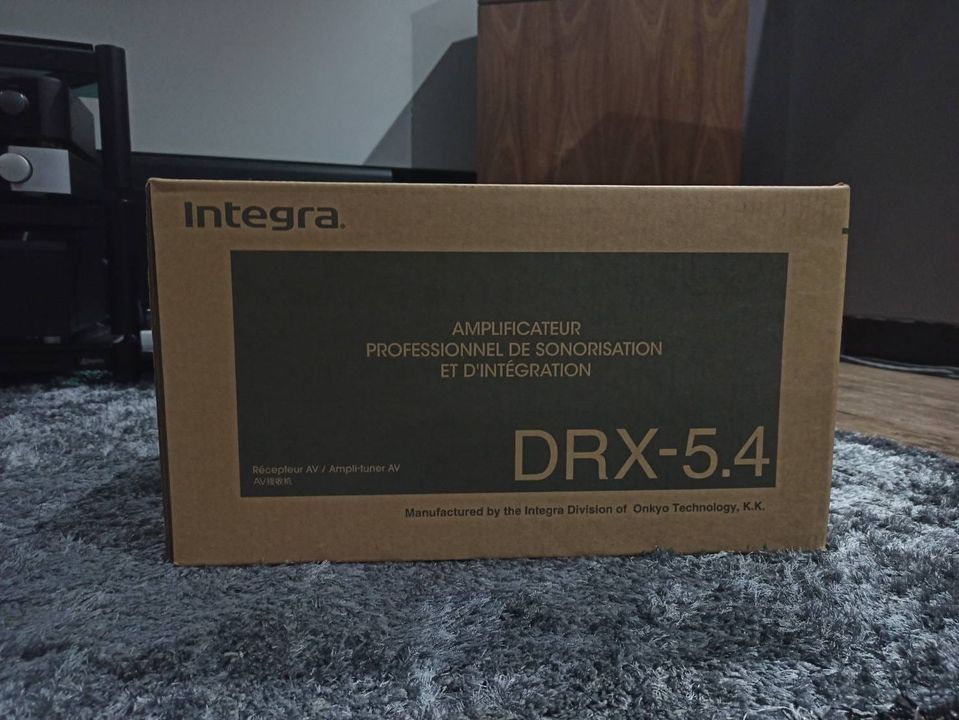 Integra
AMPLIFICATEUR
PROFESSIONNEL DE SONORISATION
ET D'INTÉGRATION
DRX-5.4
Récepteur AV / Ampli-tuner AV
AV接收机
Manufactured by the Integra Division of Onkyo Technology, K.K.